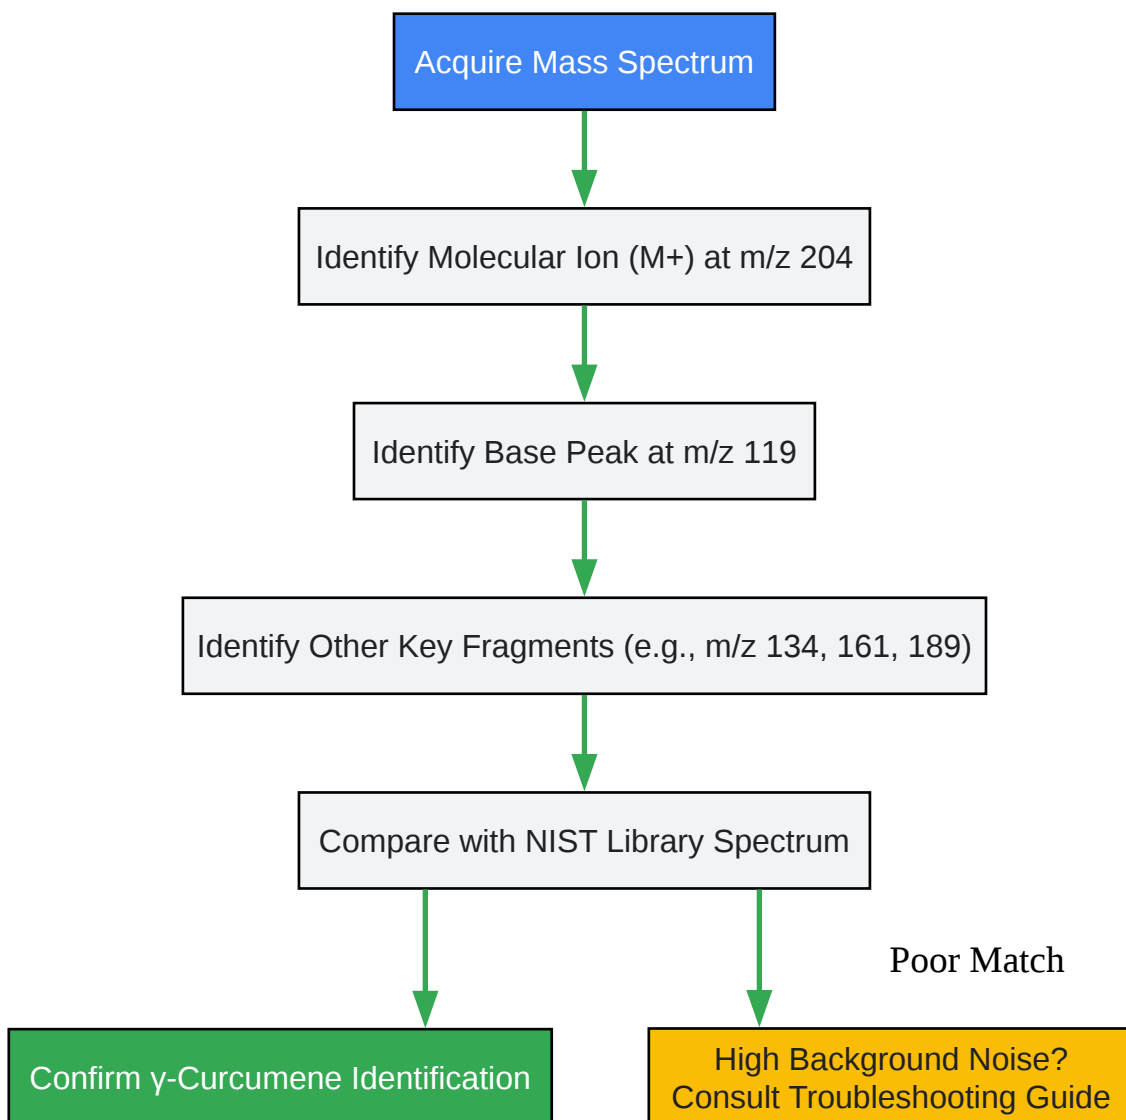 Acquire Mass Spectrum
Identify Molecular Ion (M+) at m/z 204
Identify Base Peak at m/z 119
Identify Other Key Fragments (e.g., m/z 134, 161, 189)
Compare with NIST Library Spectrum
Poor Match
Confirm γ-Curcumene Identification
High Background Noise?
Consult Troubleshooting Guide